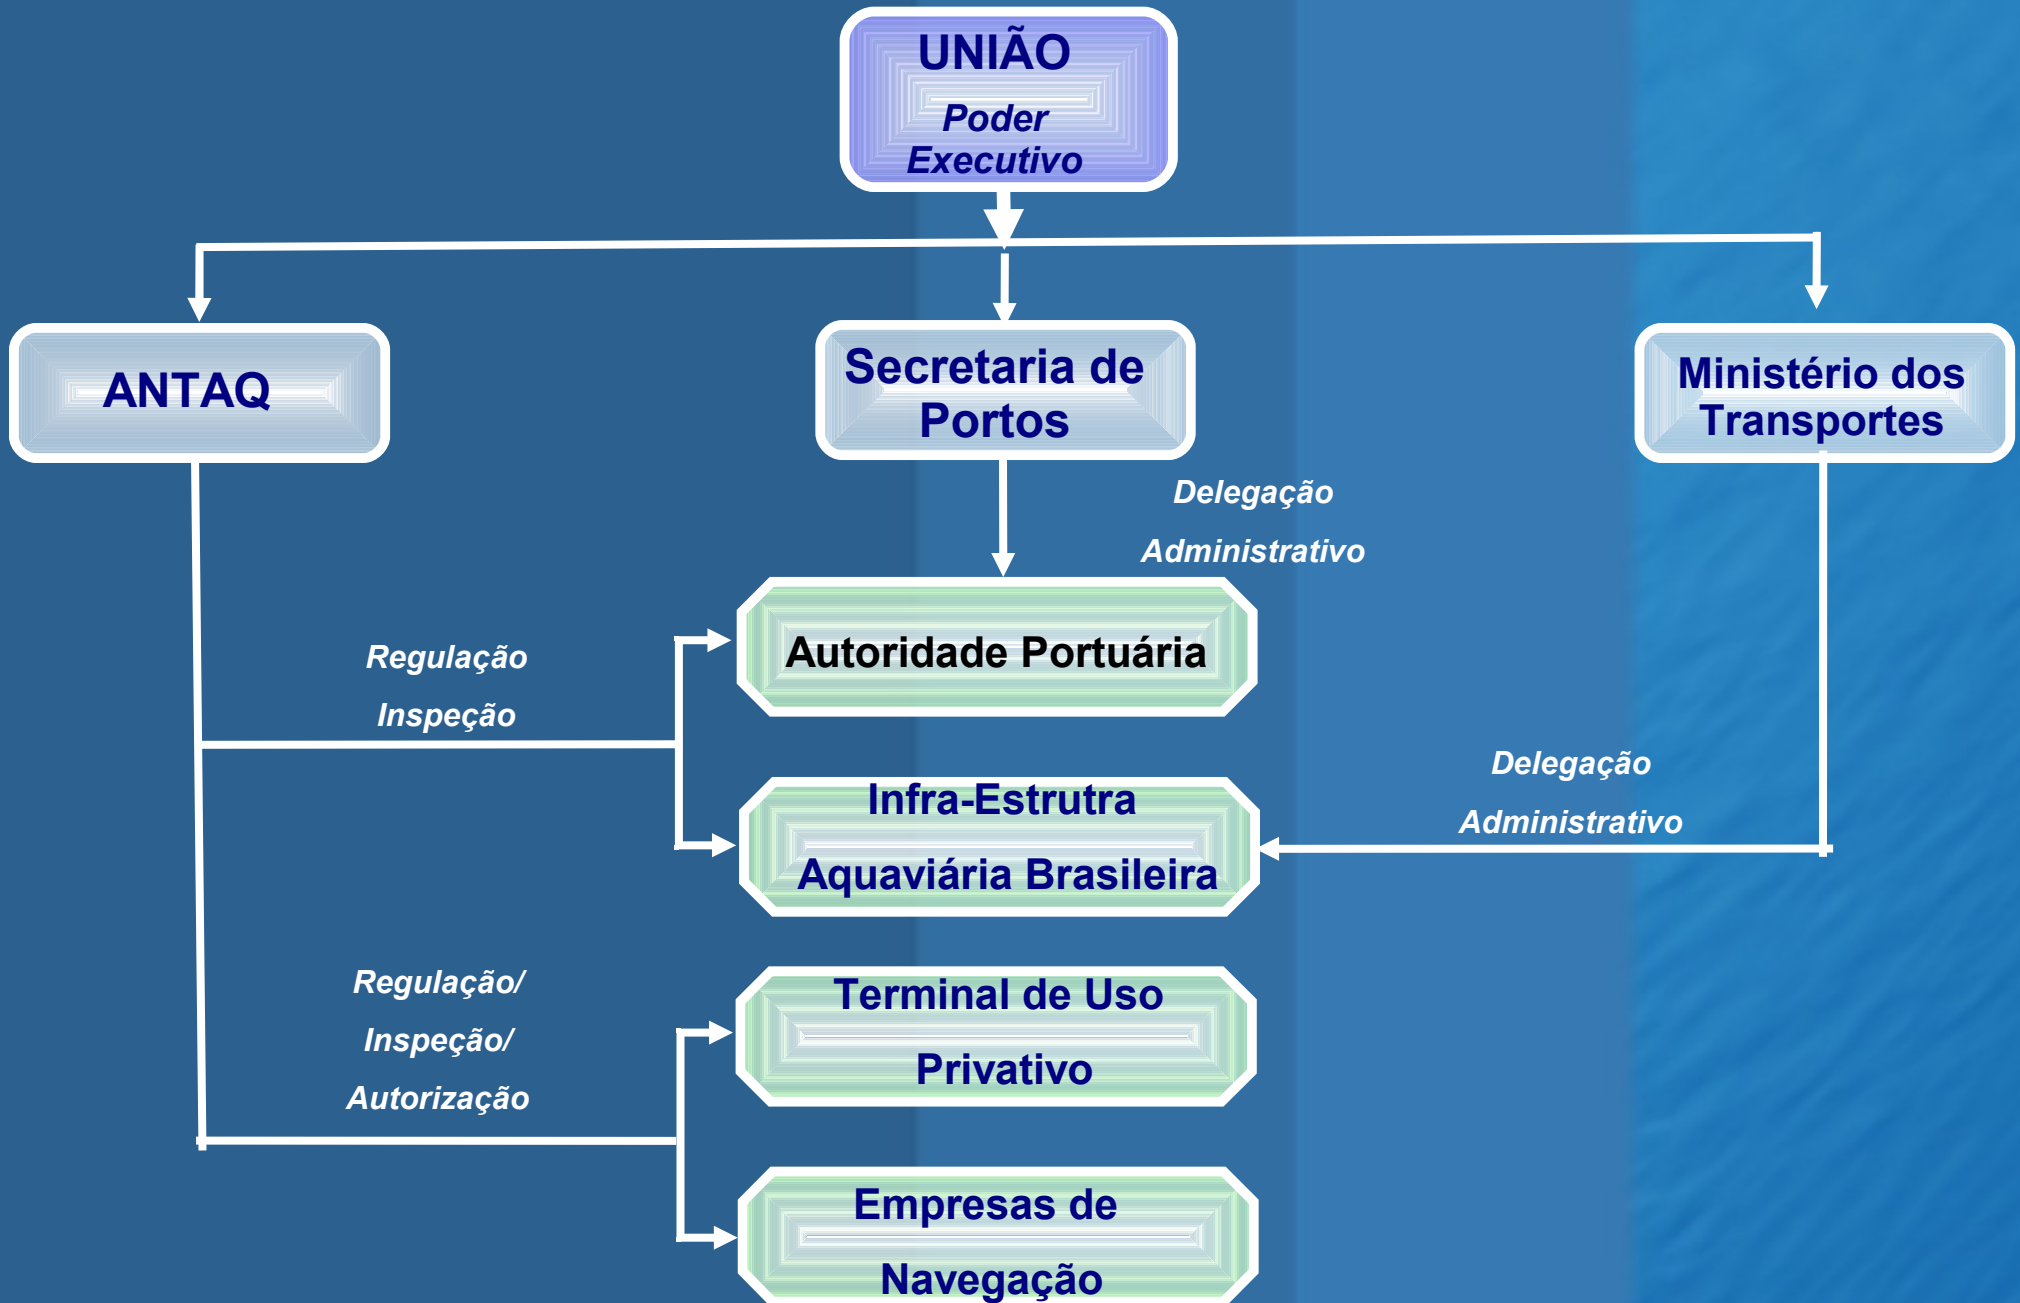 UNIÃO
Poder
Executivo
ANTAQ
Secretaria de
Portos
Ministério dos
Transportes
Delegação
Administrativo
Autoridade Portuária
Regulação
Inspeção
Infra-Estrutra
Aquaviária Brasileira
Delegação
Administrativo
Regulação/
Inspeção/
Autorização
Terminal de Uso
Privativo
Empresas de
Navegação